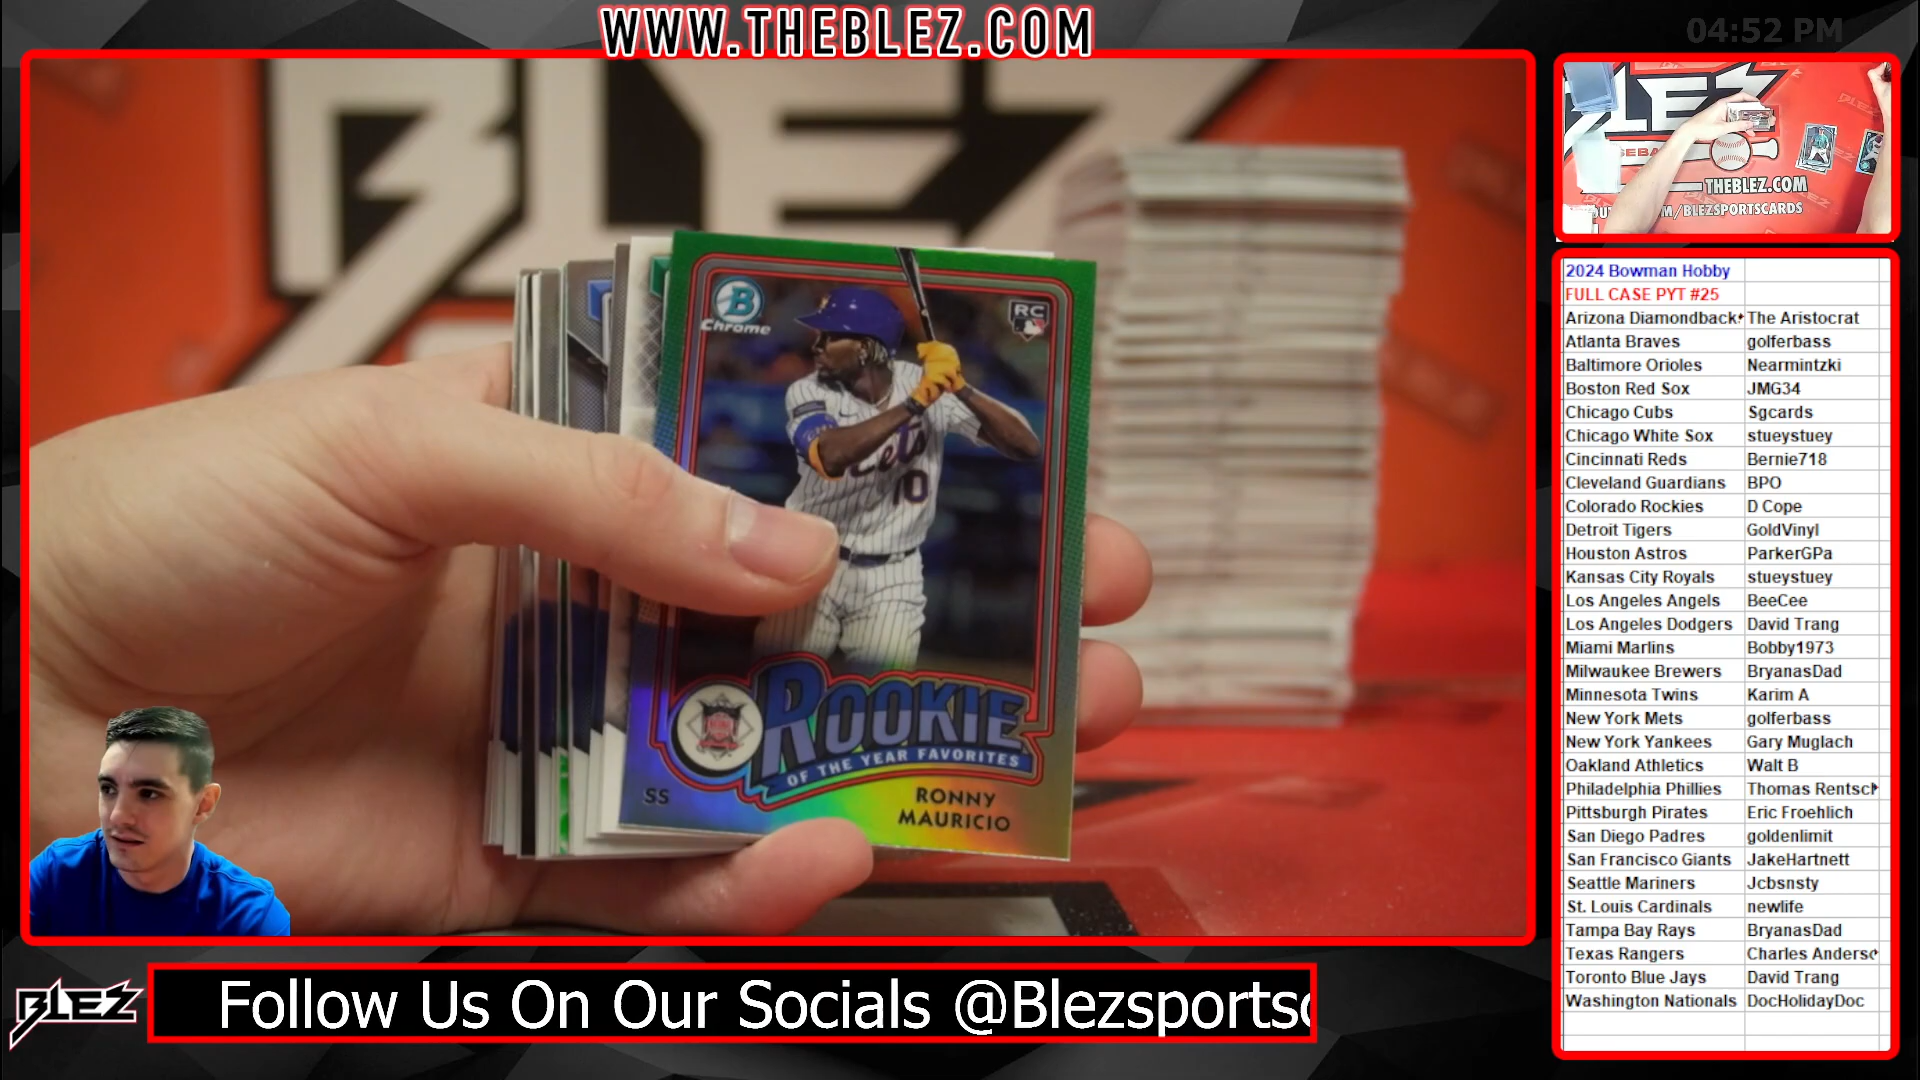 WWW.THEBLEZ.COM
04:52 PM
BLEZ
B
Chrome
RC
Mets
10
ROOKIE
OF THE YEAR FAVORITES
SS
RONNY
MAURICIO
BLEZ
THEBLEZ.COM
M/BLEZSPORTSCARDS
2024 Bowman Hobby
FULL CASE PYT #25
Arizona Diamondback The Aristocrat
Atlanta Braves golferbass
Baltimore Orioles Nearmintzki
Boston Red Sox JMG34
Chicago Cubs Sgcards
Chicago White Sox stueystuey
Cincinnati Reds Bernie718
Cleveland Guardians BPO
Colorado Rockies D Cope
Detroit Tigers GoldVinyl
Houston Astros ParkerGPa
Kansas City Royals stueystuey
Los Angeles Angels BeeCee
Los Angeles Dodgers David Trang
Miami Marlins Bobby1973
Milwaukee Brewers BryanasDad
Minnesota Twins Karim A
New York Mets golferbass
New York Yankees Gary Muglach
Oakland Athletics Walt B
Philadelphia Phillies Thomas Rentscl
Pittsburgh Pirates Eric Froehlich
San Diego Padres goldenlimit
San Francisco Giants JakeHartnett
Seattle Mariners Jcbsnsty
St. Louis Cardinals newlife
Tampa Bay Rays BryanasDad
Texas Rangers Charles Anders
Toronto Blue Jays David Trang
Washington Nationals DocHolidayDoc
BLEZ
Follow Us On Our Socials @Blezsports